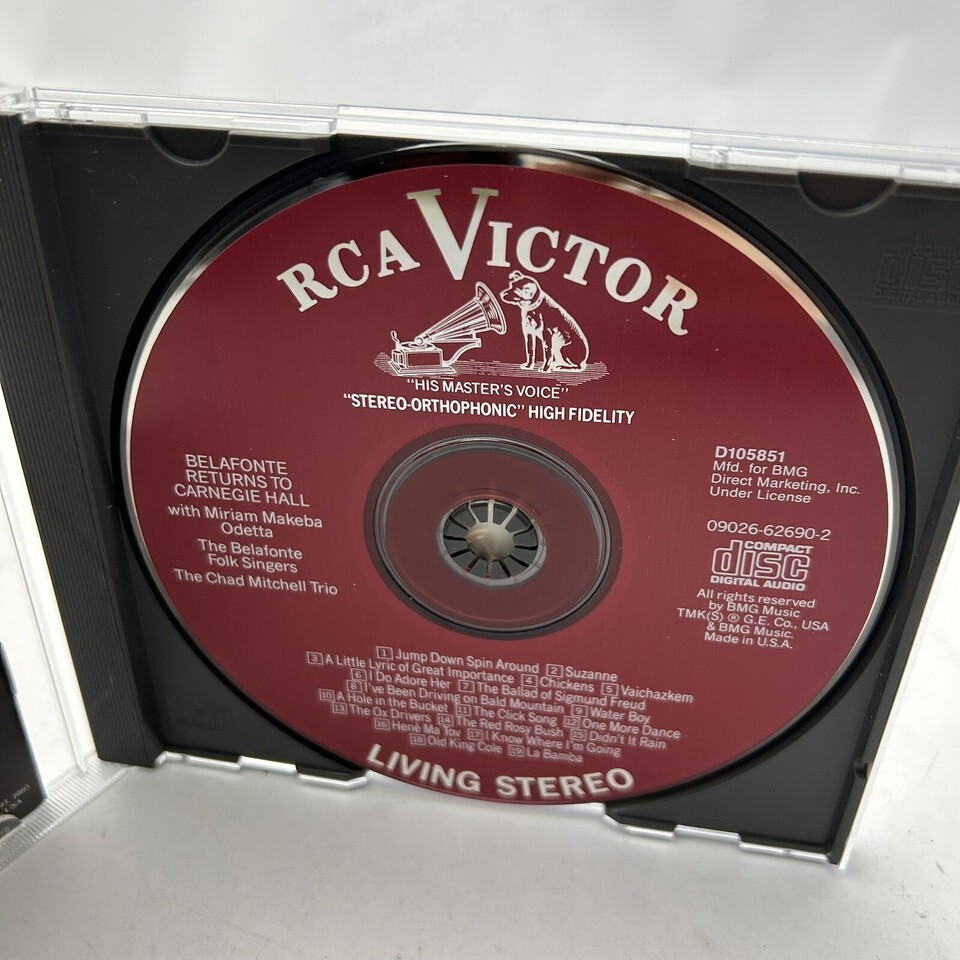 RCA VICTOR
"HIS MASTER'S VOICE"
"STEREO-ORTHOPHONIC" HIGH FIDELITY
BELAFONTE
RETURNS TO
CARNEGIE HALL
with Miriam Makeba
Odetta
The Belafonte
Folk Singers
The Chad Mitchell Trio
D105851
Mfd. for BMG
Direct Marketing, Inc.
Under License
09026-62690-2
COMPACT
disc
DIGITAL AUDIO
All rights reserved
by BMG Music
TMK(S) ® G.E. Co., USA
& BMG Music.
Made in U.S.A.
1 Jump Down Spin Around 2 Suzanne
3 A Little Lyric of Great Importance 4 Chickens 5 Vaichazkem
6 I Do Adore Her 7 The Ballad of Sigmund Freud
8 I've Been Driving on Bald Mountain 9 Water Boy
10 A Hole in the Bucket 11 The Click Song 12 One More Dance
13 The Ox Drivers 14 The Red Rosy Bush 15 Didn't It Rain
16 Hené Ma Tov 17 I Know Where I'm Going
18 Old King Cole 19 La Bamba
LIVING STEREO
disc
DIGITAL AUDIO